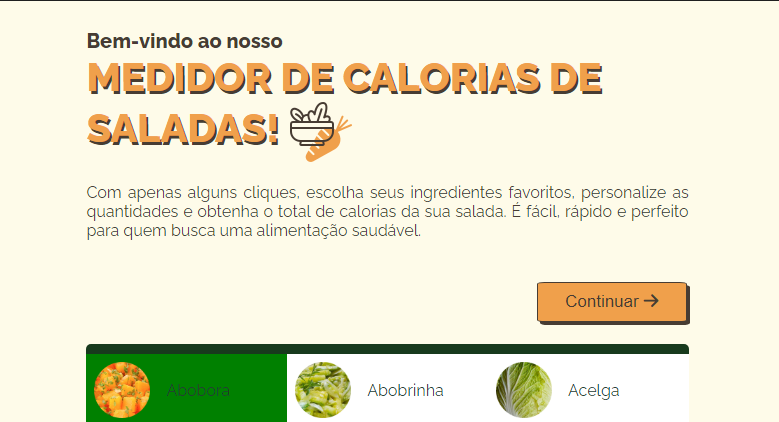 Bem-vindo ao nosso
MEDIDOR DE CALORIAS DE
SALADAS!
Com apenas alguns cliques, escolha seus ingredientes favoritos, personalize as
quantidades e obtenha o total de calorias da sua salada. É fácil, rápido e perfeito
para quem busca uma alimentação saudável.
Continuar →
Abobora Abobrinha Acelga